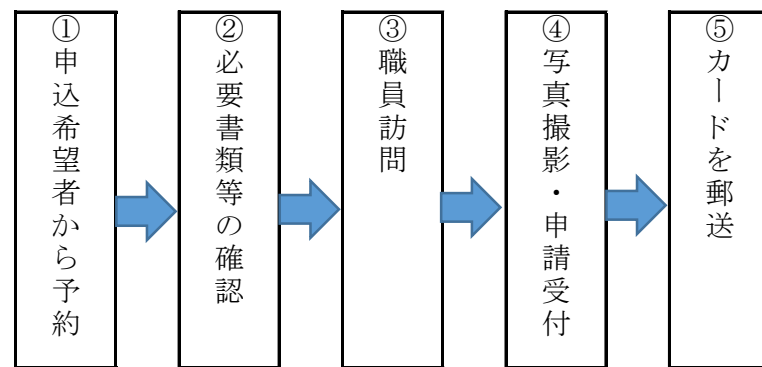 ①申込希望者から予約
②必要書類等の確認
③職員訪問
④写真撮影・申請受付
⑤カードを郵送